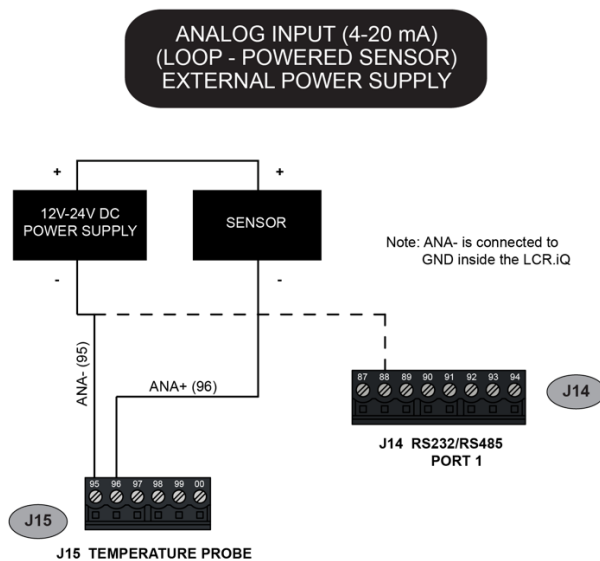 ANALOG INPUT (4-20 mA)
(LOOP - POWERED SENSOR)
EXTERNAL POWER SUPPLY
+
+
12V-24V DC
POWER SUPPLY
SENSOR
Note: ANA- is connected to
GND inside the LCR.iQ
-
-
ANA- (95)
ANA+ (96)
87 88 89 90 91 92 93 94
J14
J14 RS232/RS485
PORT 1
95 96 97 98 99 00
J15
J15 TEMPERATURE PROBE